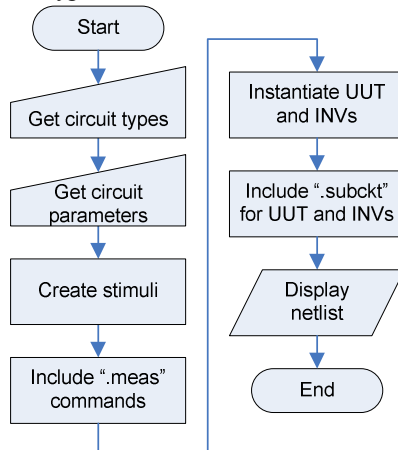 Start
Get circuit types
Get circuit
parameters
Create stimuli
Include “.meas”
commands
Instantiate UUT
and INVs
Include “.subckt”
for UUT and INVs
Display
netlist
End